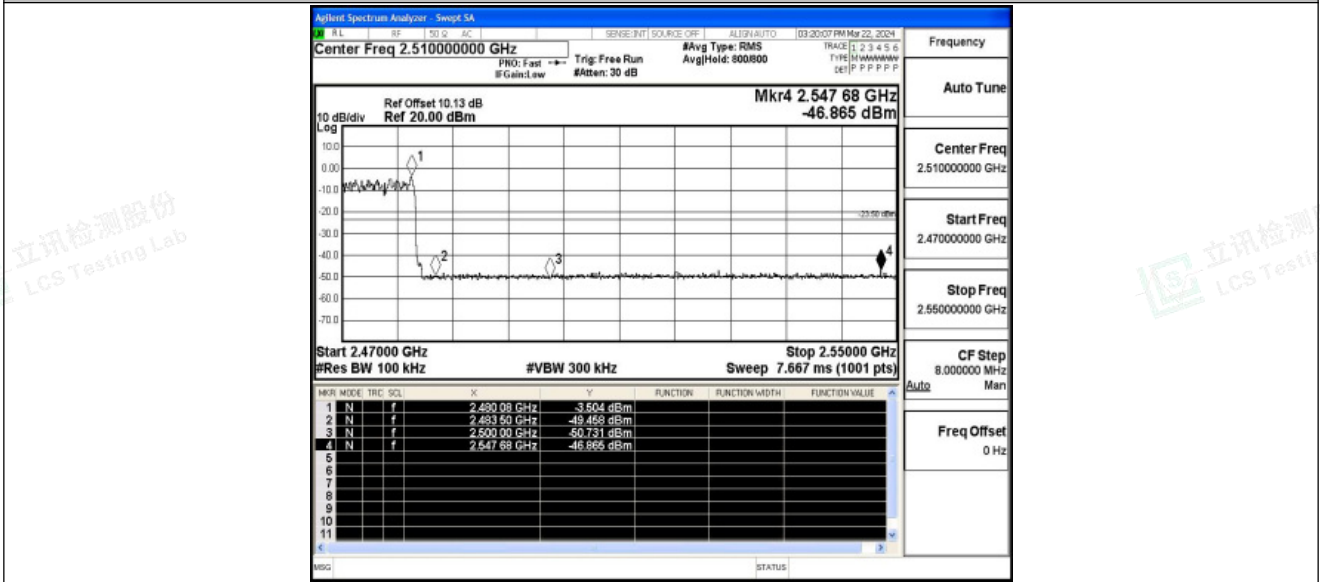 Agilent Spectrum Analyzer - Swept SA
RL RF 50 Ω AC SENSE:INT SOURCE OFF ALIGN AUTO 03:20:07 PM Mar 22, 2024
Center Freq 2.510000000 GHz
PNO: Fast
IFGain:Low
Trig: Free Run
#Atten: 30 dB
#Avg Type: RMS
Avg|Hold: 800/800
TRACE 1 2 3 4 5 6
TYPE M WWWWW
DET P P P P P P
Frequency
Auto Tune
Center Freq
2.510000000 GHz
Start Freq
2.470000000 GHz
Stop Freq
2.550000000 GHz
CF Step
8.000000 MHz
Auto Man
Freq Offset
0 Hz
Mkr4 2.547 68 GHz
-46.865 dBm
Ref Offset 10.13 dB
10 dB/div Ref 20.00 dBm
Log
10.0
0.00
-10.0
-20.0
-30.0
-40.0
-50.0
-60.0
-70.0
1
2
3
4
-23.50 dBm
Start 2.47000 GHz Stop 2.55000 GHz
#Res BW 100 kHz #VBW 300 kHz Sweep 7.667 ms (1001 pts)
MKR MODE TRC SCL X Y FUNCTION FUNCTION WIDTH FUNCTION VALUE
1 N f 2.480 08 GHz -3.504 dBm
2 N f 2.483 50 GHz -49.458 dBm
3 N f 2.500 00 GHz -50.731 dBm
4 N f 2.547 68 GHz -46.865 dBm
5
6
7
8
9
10
11
MSG STATUS
立讯检测股份
LCS Testing Lab
立讯检测
LCS Testi